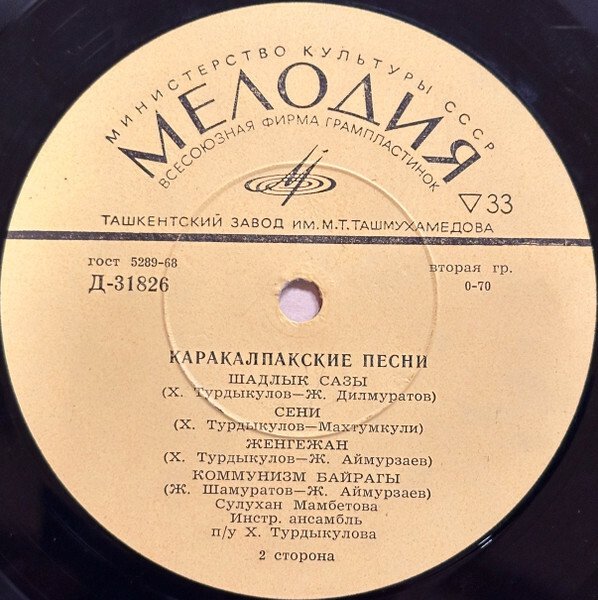 МИНИСТЕРСТВО КУЛЬТУРЫ СССР
МЕЛОДИЯ
ВСЕСОЮЗНАЯ ФИРМА ГРАМПЛАСТИНОК
▽33
ТАШКЕНТСКИЙ ЗАВОД ИМ. М.Т. ТАШМУХАМЕДОВА
гост 5289-68
вторая гр.
Д-31826
0-70
КАРАКАЛПАКСКИЕ ПЕСНИ
ШАДЛЫК САЗЫ
(Х. Турдыкулов—Ж. Дилмуратов)
СЕНИ
(Х. Турдыкулов—Махтумкули)
ЖЕНГЕЖАН
(Х. Турдыкулов—Ж. Аймурзаев)
КОММУНИЗМ БАЙРАГЫ
(Ж. Шамуратов—Ж. Аймурзаев)
Сулухан Мамбетова
Инстр. ансамбль
п/у Х. Турдыкулова
2 сторона